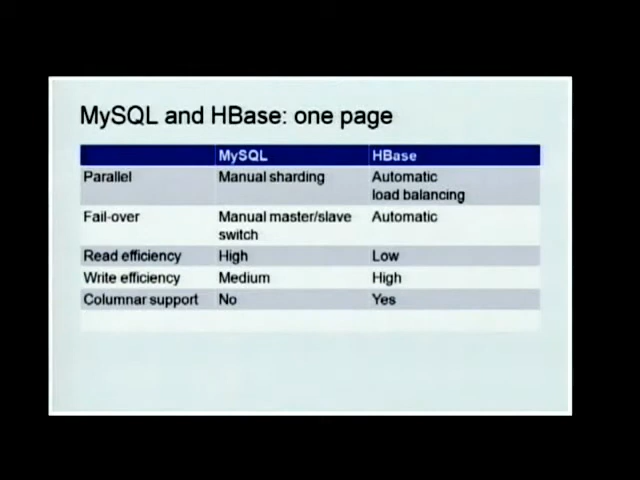 MySQL and HBase: one page
MySQL HBase
Parallel Manual sharding Automatic
load balancing
Fail-over Manual master/slave Automatic
switch
Read efficiency High Low
Write efficiency Medium High
Columnar support No Yes